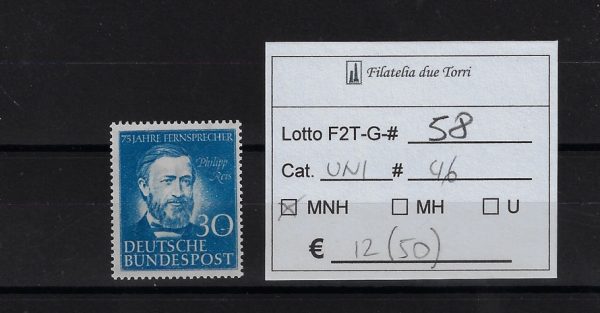 75 JAHRE FERNSPRECHER
Philipp
Reis
30
DEUTSCHE
BUNDESPOST
Filatelia due Torri
Lotto F2T-G-# 58
Cat. UNI # 46
MNH MH U
€ 12 (50)